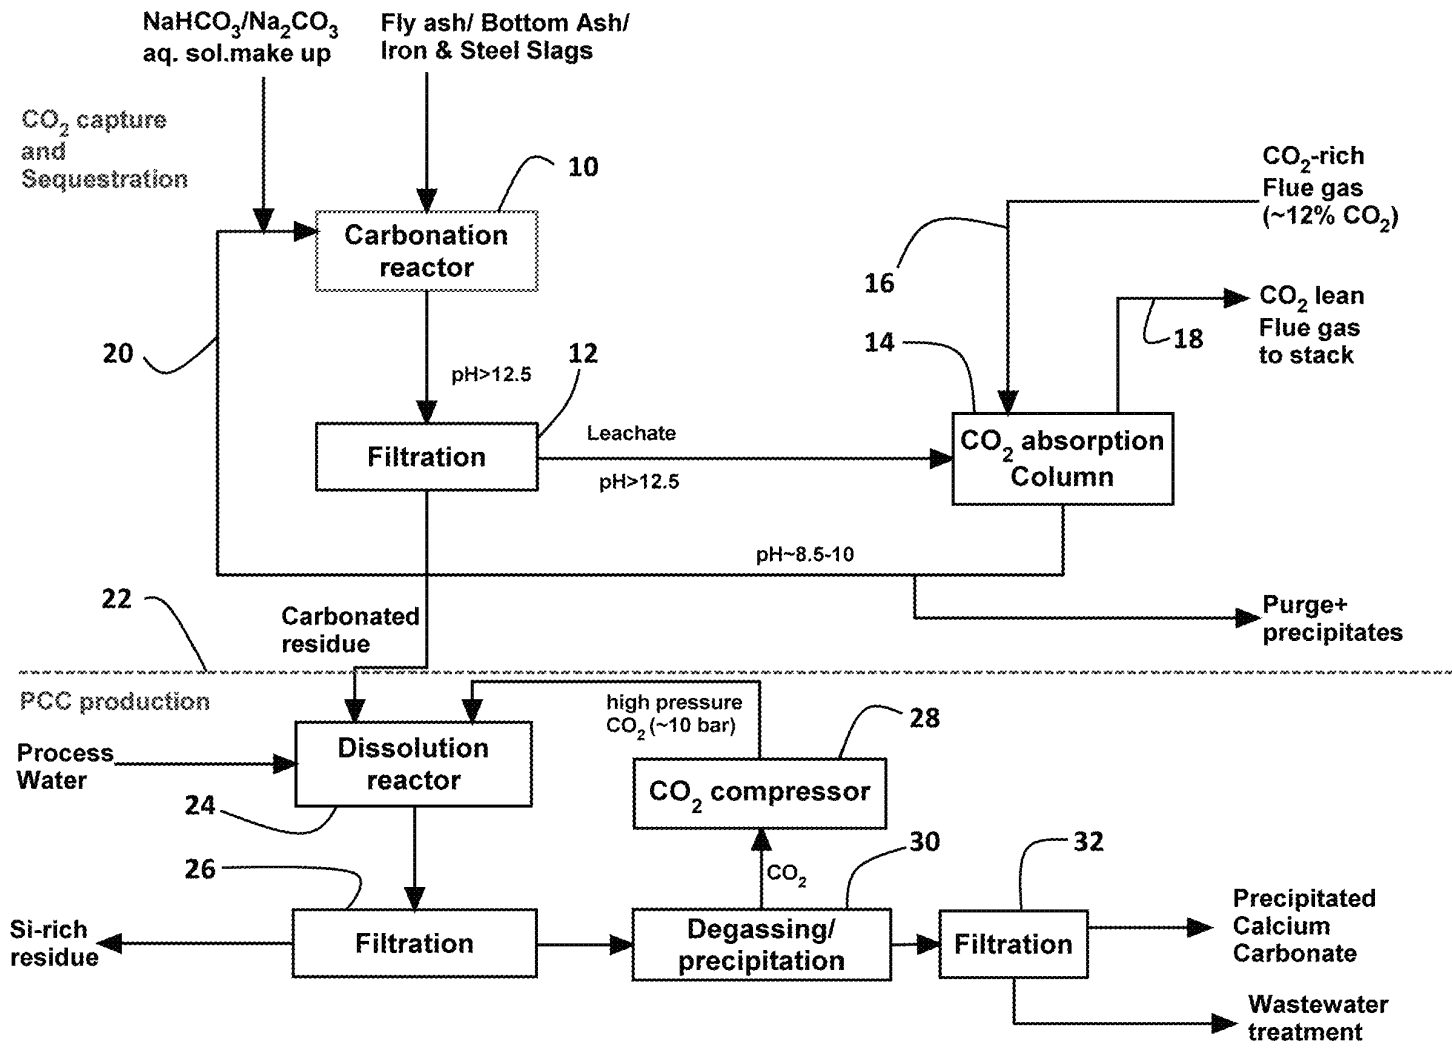 NaHCO₃/Na₂CO₃
aq. sol.make up
Fly ash/ Bottom Ash/
Iron & Steel Slags
CO₂ capture
and
Sequestration
10
CO₂-rich
Flue gas
(~12% CO₂)
Carbonation
reactor
16
CO₂ lean
Flue gas
to stack
18
14
20
12
pH>12.5
Filtration
Leachate
pH>12.5
CO₂ absorption
Column
pH~8.5-10
22
Carbonated
residue
Purge+
precipitates
PCC production
high pressure
CO₂ (~10 bar)
28
Process
Water
Dissolution
reactor
24
CO₂ compressor
30
32
26
CO₂
Si-rich
residue
Filtration
Degassing/
precipitation
Filtration
Precipitated
Calcium
Carbonate
Wastewater
treatment